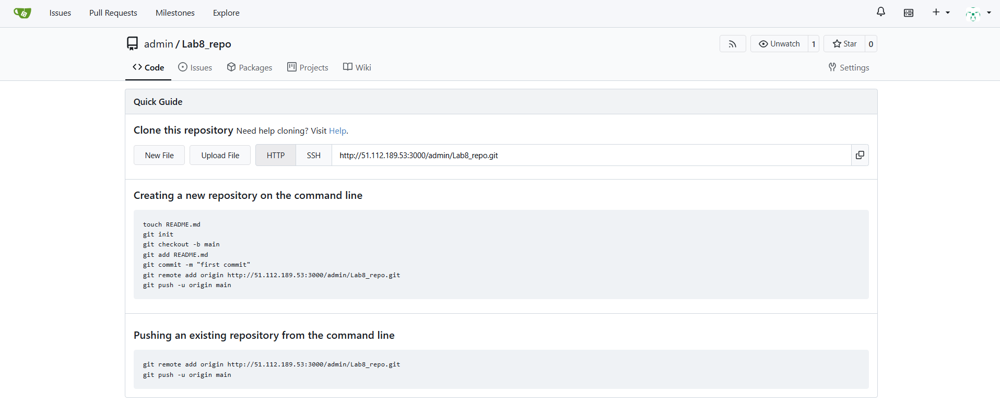 Issues Pull Requests Milestones Explore
admin / Lab8_repo
Unwatch 1 Star 0
Code Issues Packages Projects Wiki Settings
Quick Guide
Clone this repository Need help cloning? Visit Help.
New File Upload File HTTP SSH http://51.112.189.53:3000/admin/Lab8_repo.git
Creating a new repository on the command line
touch README.md
git init
git checkout -b main
git add README.md
git commit -m "first commit"
git remote add origin http://51.112.189.53:3000/admin/Lab8_repo.git
git push -u origin main
Pushing an existing repository from the command line
git remote add origin http://51.112.189.53:3000/admin/Lab8_repo.git
git push -u origin main